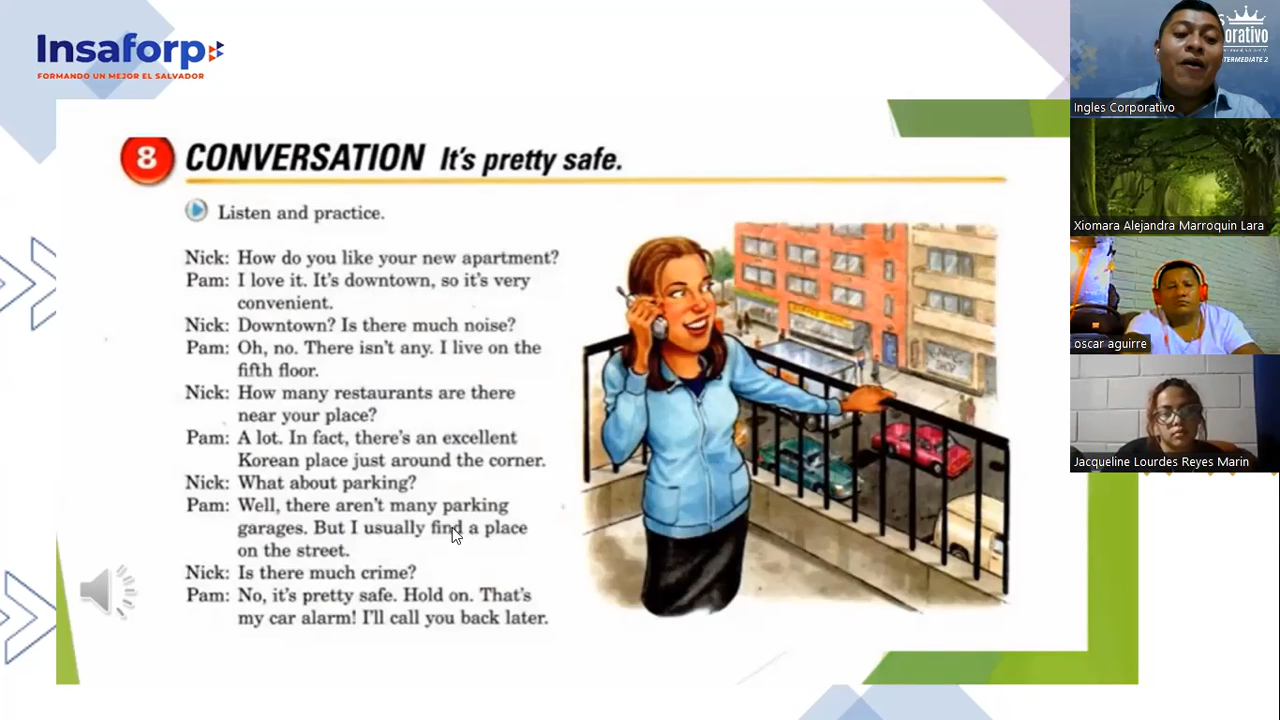 Insaforp
FORMANDO UN MEJOR EL SALVADOR
8 CONVERSATION It's pretty safe.
Listen and practice.
Nick: How do you like your new apartment?
Pam: I love it. It's downtown, so it's very
convenient.
Nick: Downtown? Is there much noise?
Pam: Oh, no. There isn't any. I live on the
fifth floor.
Nick: How many restaurants are there
near your place?
Pam: A lot. In fact, there's an excellent
Korean place just around the corner.
Nick: What about parking?
Pam: Well, there aren't many parking
garages. But I usually find a place
on the street.
Nick: Is there much crime?
Pam: No, it's pretty safe. Hold on. That's
my car alarm! I'll call you back later.
Ingles Corporativo
Xiomara Alejandra Marroquin Lara
oscar aguirre
Jacqueline Lourdes Reyes Marin